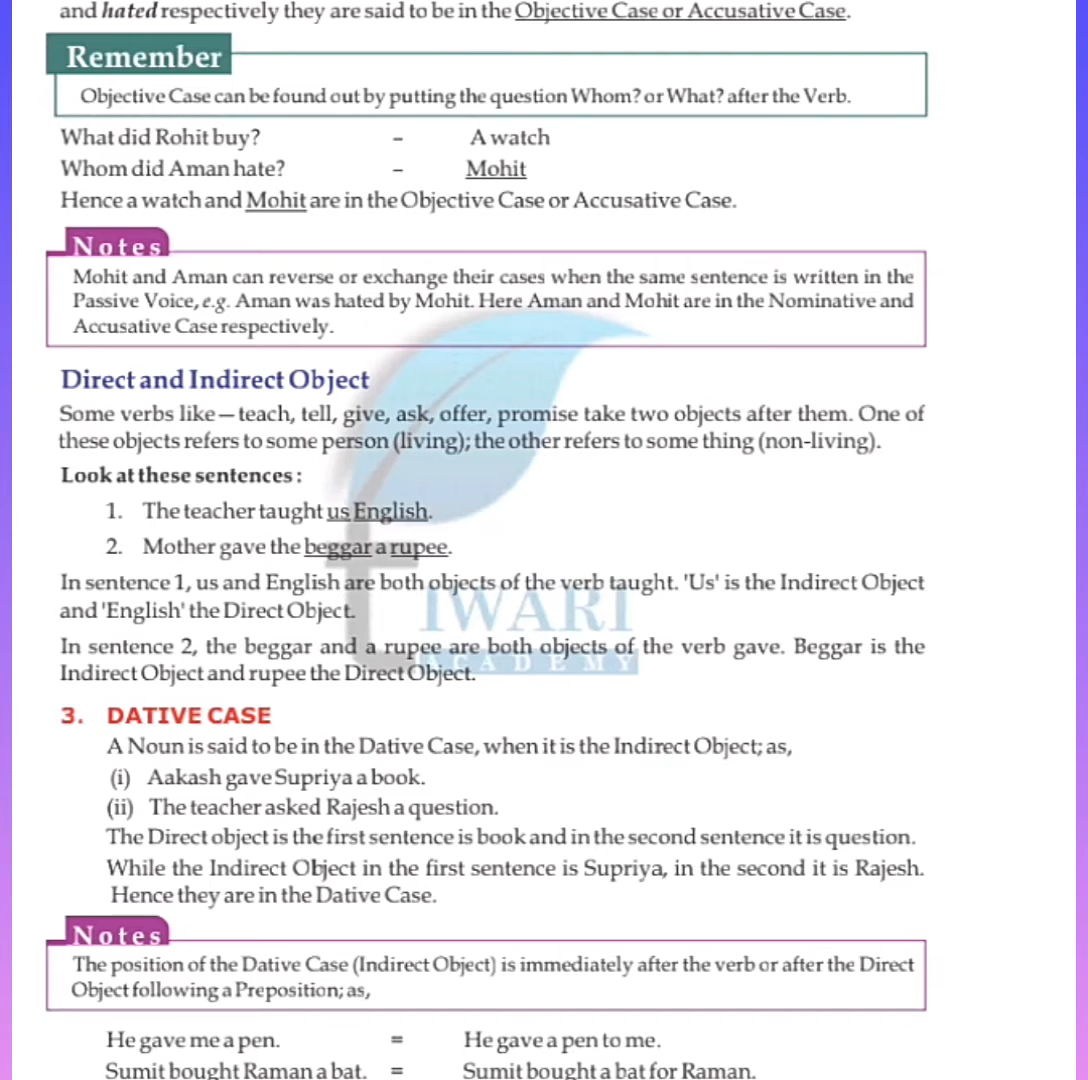 and hated respectively they are said to be in the Objective Case or Accusative Case.
Remember
Objective Case can be found out by putting the question Whom? or What? after the Verb.
What did Rohit buy? - A watch
Whom did Aman hate? - Mohit
Hence a watch and Mohit are in the Objective Case or Accusative Case.
Notes
Mohit and Aman can reverse or exchange their cases when the same sentence is written in the
Passive Voice, e.g. Aman was hated by Mohit. Here Aman and Mohit are in the Nominative and
Accusative Case respectively.
Direct and Indirect Object
Some verbs like—teach, tell, give, ask, offer, promise take two objects after them. One of
these objects refers to some person (living); the other refers to some thing (non-living).
Look at these sentences :
1. The teacher taught us English.
2. Mother gave the beggar a rupee.
In sentence 1, us and English are both objects of the verb taught. 'Us' is the Indirect Object
and 'English' the Direct Object.
TIWARI
In sentence 2, the beggar and a rupee are both objects of the verb gave. Beggar is the
ACADEMY
Indirect Object and rupee the Direct Object.
3. DATIVE CASE
A Noun is said to be in the Dative Case, when it is the Indirect Object; as,
(i) Aakash gave Supriya a book.
(ii) The teacher asked Rajesh a question.
The Direct object is the first sentence is book and in the second sentence it is question.
While the Indirect Object in the first sentence is Supriya, in the second it is Rajesh.
Hence they are in the Dative Case.
Notes
The position of the Dative Case (Indirect Object) is immediately after the verb or after the Direct
Object following a Preposition; as,
He gave me a pen. = He gave a pen to me.
Sumit bought Raman a bat. = Sumit bought a bat for Raman.